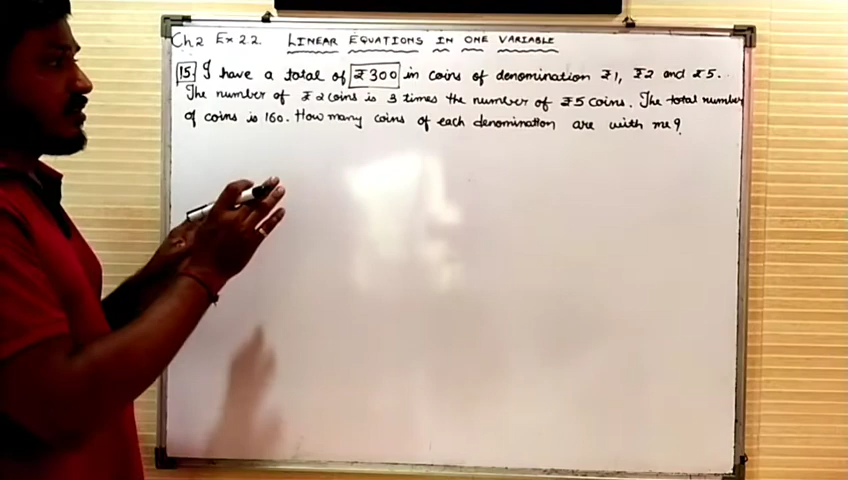 Ch 2 Ex 2.2. LINEAR EQUATIONS IN ONE VARIABLE
15. I have a total of ₹300 in coins of denomination ₹1, ₹2 and ₹5.
The number of ₹2 coins is 3 times the number of ₹5 coins. The total number
of coins is 160. How many coins of each denomination are with me?